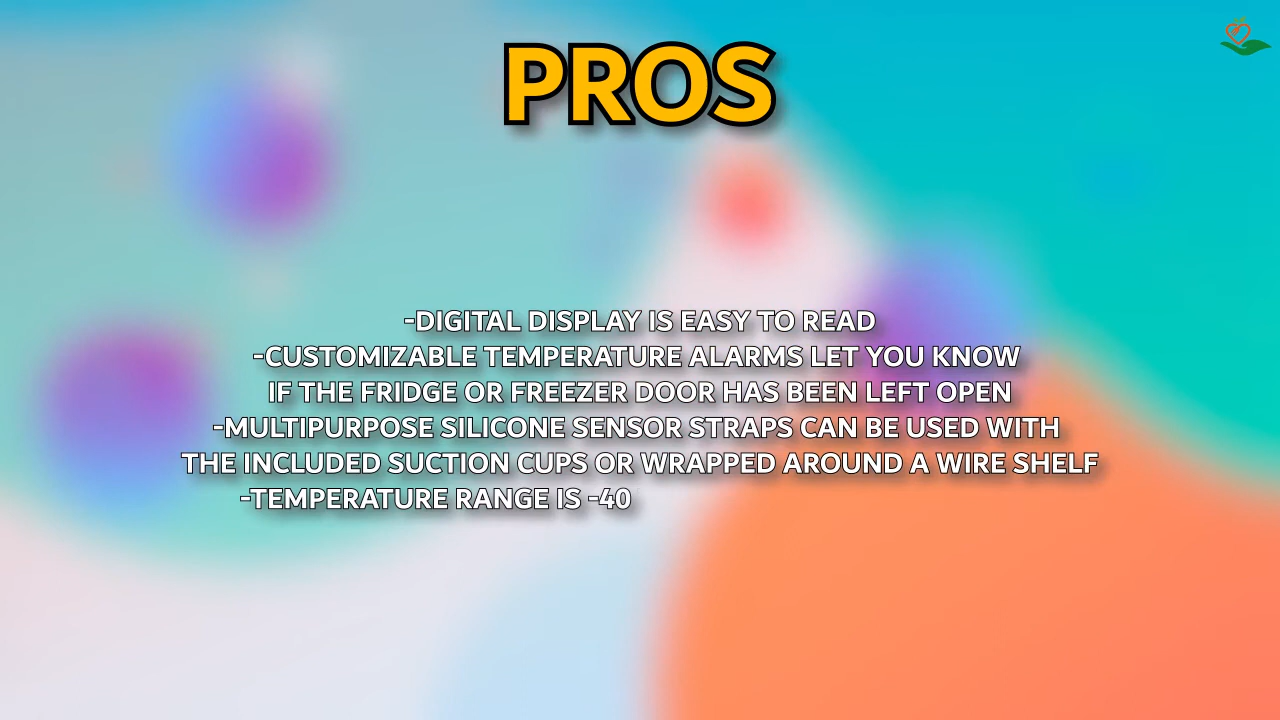 PROS
-DIGITAL DISPLAY IS EASY TO READ
-CUSTOMIZABLE TEMPERATURE ALARMS LET YOU KNOW
IF THE FRIDGE OR FREEZER DOOR HAS BEEN LEFT OPEN
-MULTIPURPOSE SILICONE SENSOR STRAPS CAN BE USED WITH
THE INCLUDED SUCTION CUPS OR WRAPPED AROUND A WIRE SHELF
-TEMPERATURE RANGE IS -40